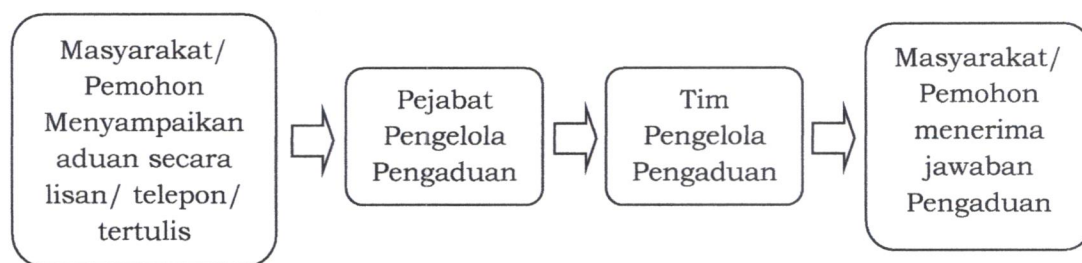 Masyarakat/
Pemohon
Menyampaikan
aduan secara
lisan/ telepon/
tertulis
Pejabat
Pengelola
Pengaduan
Tim
Pengelola
Pengaduan
Masyarakat/
Pemohon
menerima
jawaban
Pengaduan